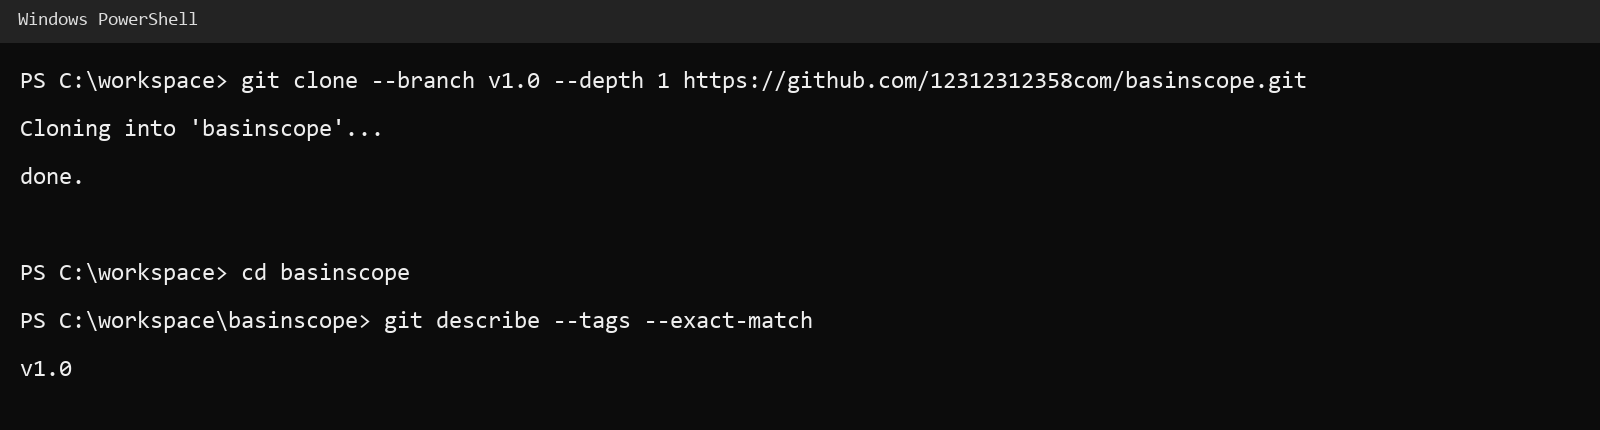 Windows PowerShell
PS C:\workspace> git clone --branch v1.0 --depth 1 https://github.com/12312312358com/basinscope.git
Cloning into 'basinscope'...
done.
PS C:\workspace> cd basinscope
PS C:\workspace\basinscope> git describe --tags --exact-match
v1.0